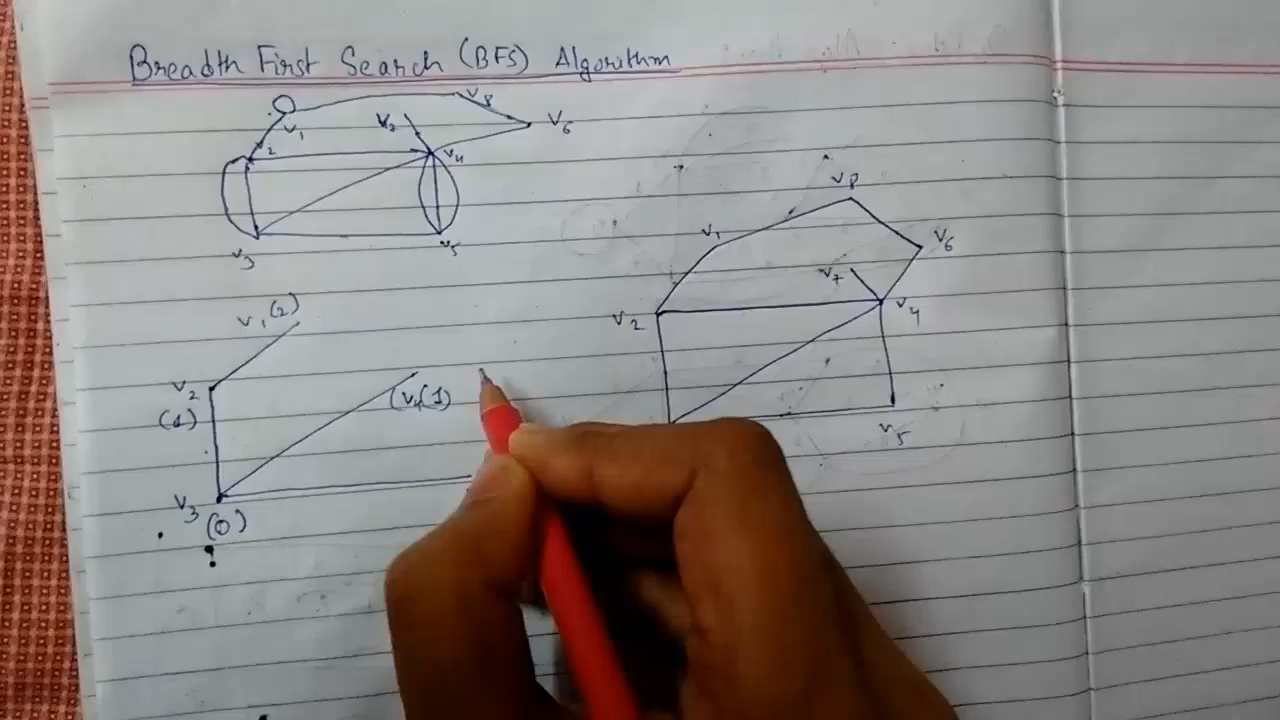 Breadth First Search (BFS) Algorithm
V8
V6
V1
V4
V3
V5
V8
V1
V6
V7
V2
V4
V5
V1 (2)
V2
(1)
(V4(1)
V3
(0)